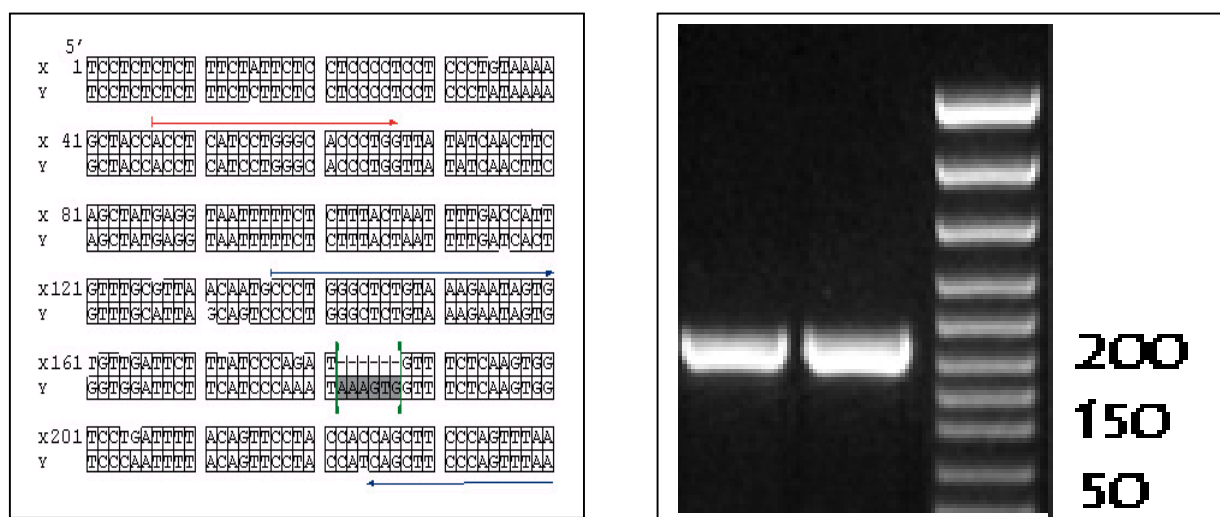 5'
X 1 TCCTCTCTCT TTCTATTCTC CTCCCCTCCT CCCTGTAAAA
Y TCCTCTCTCT TTCTCTTCTC CTCCCCTCCT CCCTATAAAA
X 41 GCTACCACCT CATCCTGGGC ACCCTGGTTA TATCAACTTC
Y GCTACCACCT CATCCTGGGC ACCCTGGTTA TATCAACTTC
X 81 AGCTATGAGG TAATTTTTCT CTTTACTAAT TTTGACCATT
Y AGCTATGAGG TAATTTTTCT CTTTACTAAT TTTGATCACT
X121 GTTTGCGTTA ACAATGCCCT GGGCTCTGTA AAGAATAGTG
Y GTTTGCATTA GCAGTCCCCT GGGCTCTGTA AAGAATAGTG
X161 TGTTGATTCT TTATCCCAGA T------GTT TCTCAAGTGG
Y GGTGGATTCT TCATCCCAAA TAAAGTGGTT TCTCAAGTGG
X201 TCCTGATTTT ACAGTTCCTA CCACCAGCTT CCCAGTTTAA
Y TCCCAATTTT ACAGTTCCTA CCATCAGCTT CCCAGTTTAA
200
150
50